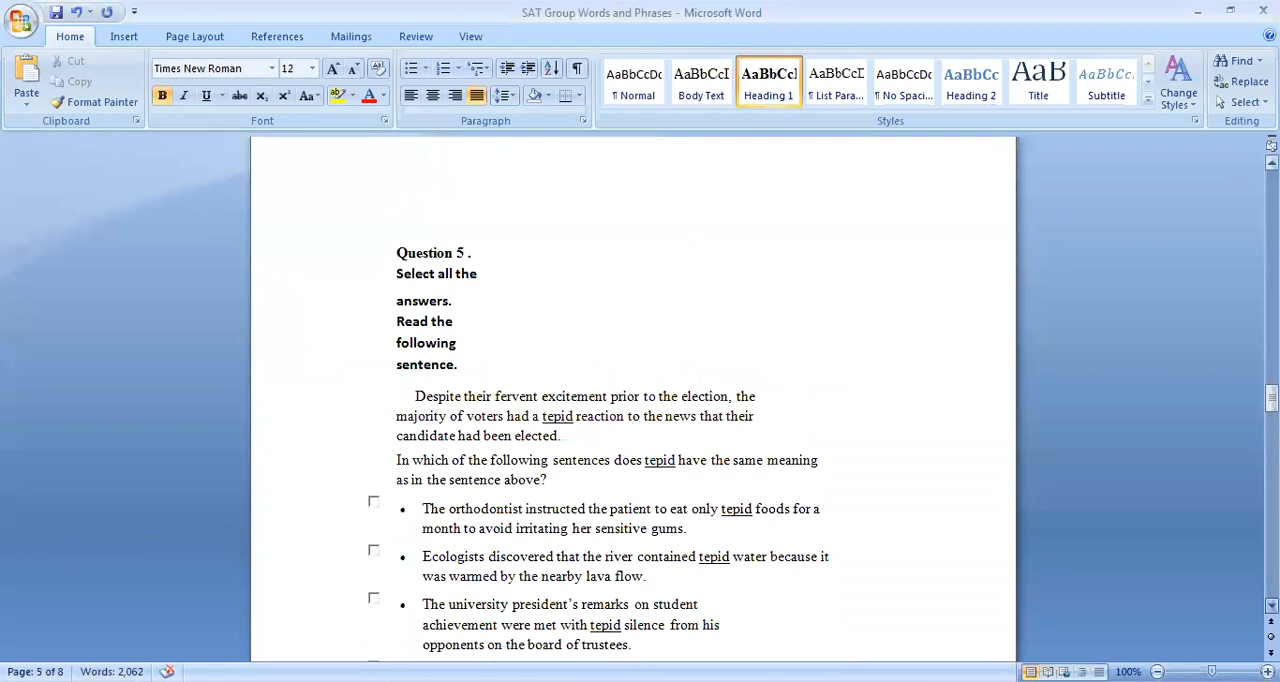 SAT Group Words and Phrases - Microsoft Word
Home Insert Page Layout References Mailings Review View
Paste
Cut
Copy
Format Painter
Clipboard
Times New Roman 12
Font
Paragraph
AaBbCcDc AaBbCcI AaBbCc] AaBbCcI AaBbCcDc AaBbCc AaB AaBbCc.
¶ Normal Body Text Heading 1 ¶ List Para... ¶ No Spaci... Heading 2 Title Subtitle
Change
Styles
Styles
Find
Replace
Select
Editing
Question 5 .
Select all the
answers.
Read the
following
sentence.
Despite their fervent excitement prior to the election, the
majority of voters had a tepid reaction to the news that their
candidate had been elected.
In which of the following sentences does tepid have the same meaning
as in the sentence above?
• The orthodontist instructed the patient to eat only tepid foods for a
month to avoid irritating her sensitive gums.
• Ecologists discovered that the river contained tepid water because it
was warmed by the nearby lava flow.
• The university president's remarks on student
achievement were met with tepid silence from his
opponents on the board of trustees.
Page: 5 of 8 Words: 2,062 100%